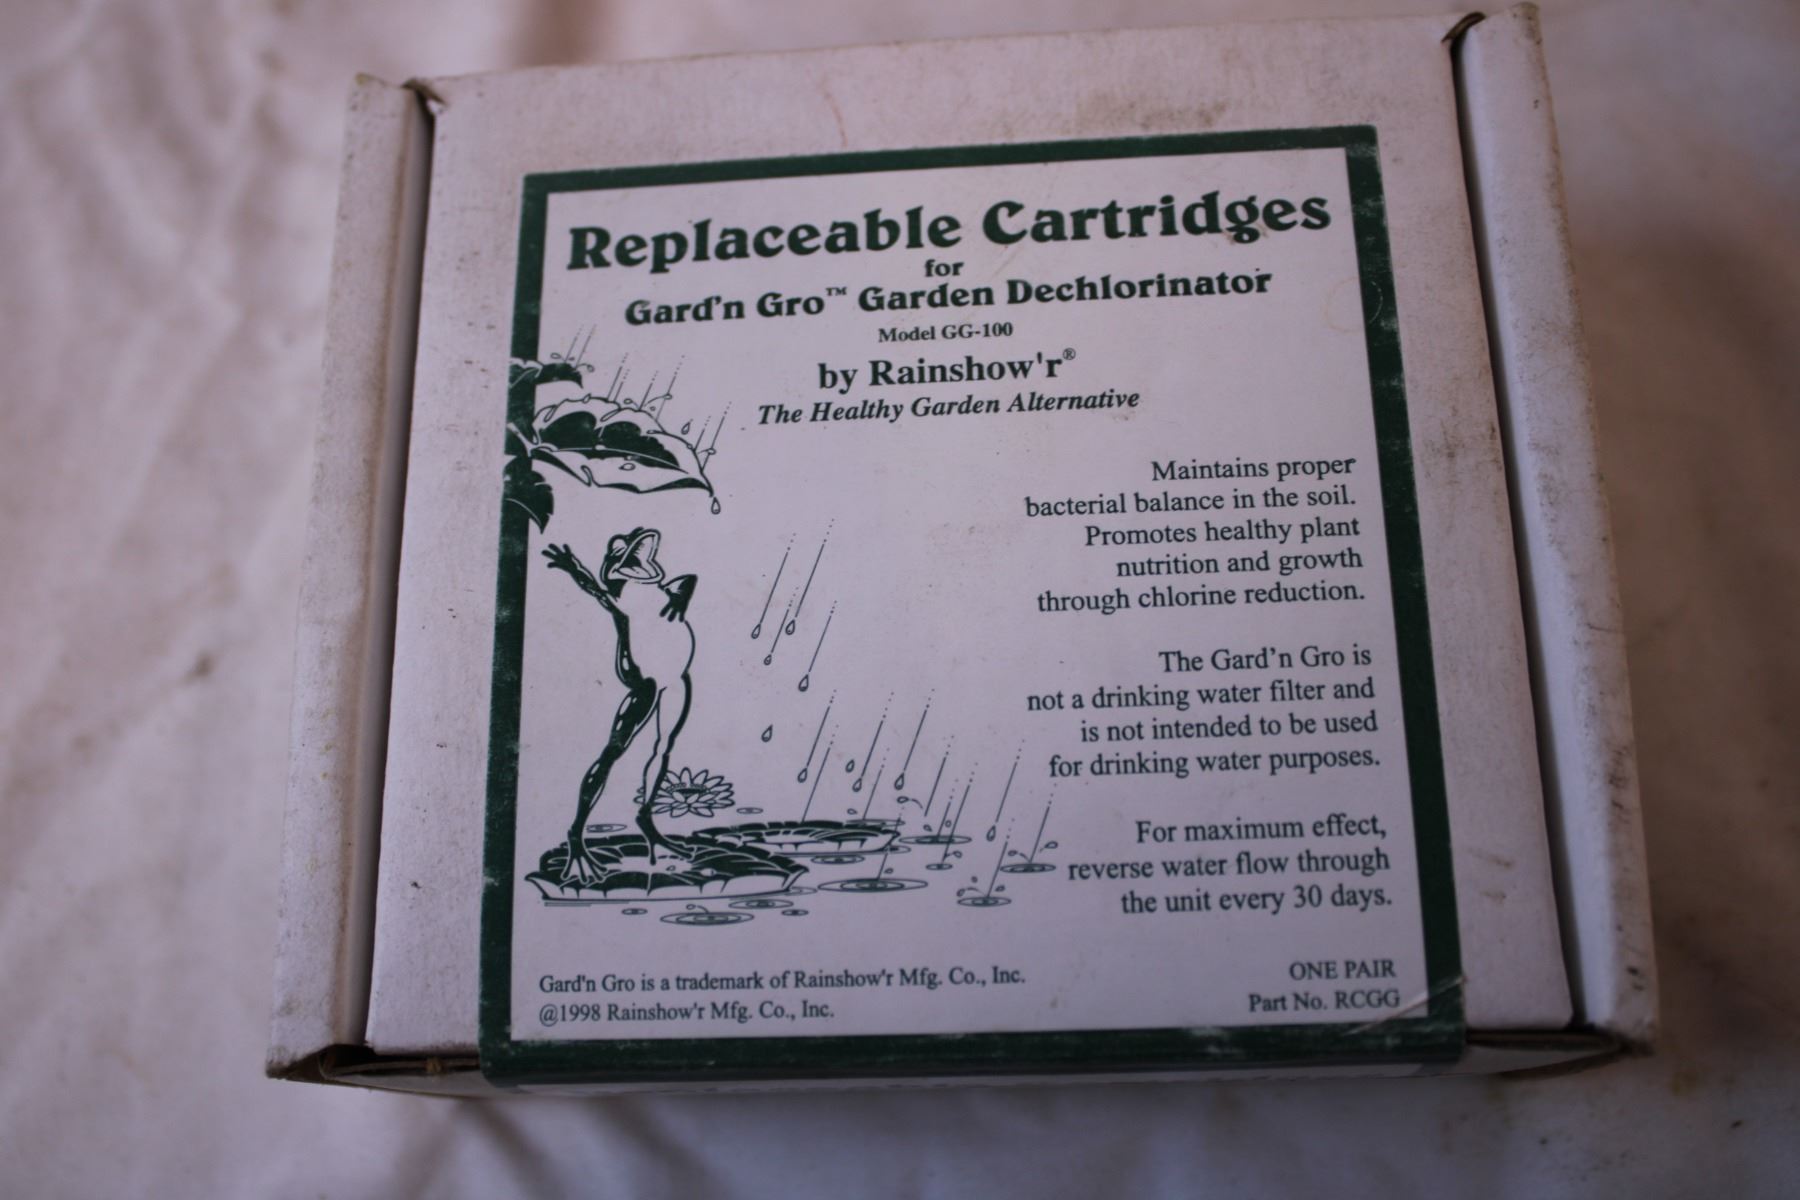 Replaceable Cartridges
for
Gard'n Gro™ Garden Dechlorinator
Model GG-100
by Rainshow'r®
The Healthy Garden Alternative
Maintains proper
bacterial balance in the soil.
Promotes healthy plant
nutrition and growth
through chlorine reduction.
The Gard'n Gro is
not a drinking water filter and
is not intended to be used
for drinking water purposes.
For maximum effect,
reverse water flow through
the unit every 30 days.
Gard'n Gro is a trademark of Rainshow'r Mfg. Co., Inc.
@1998 Rainshow'r Mfg. Co., Inc.
ONE PAIR
Part No. RCGG